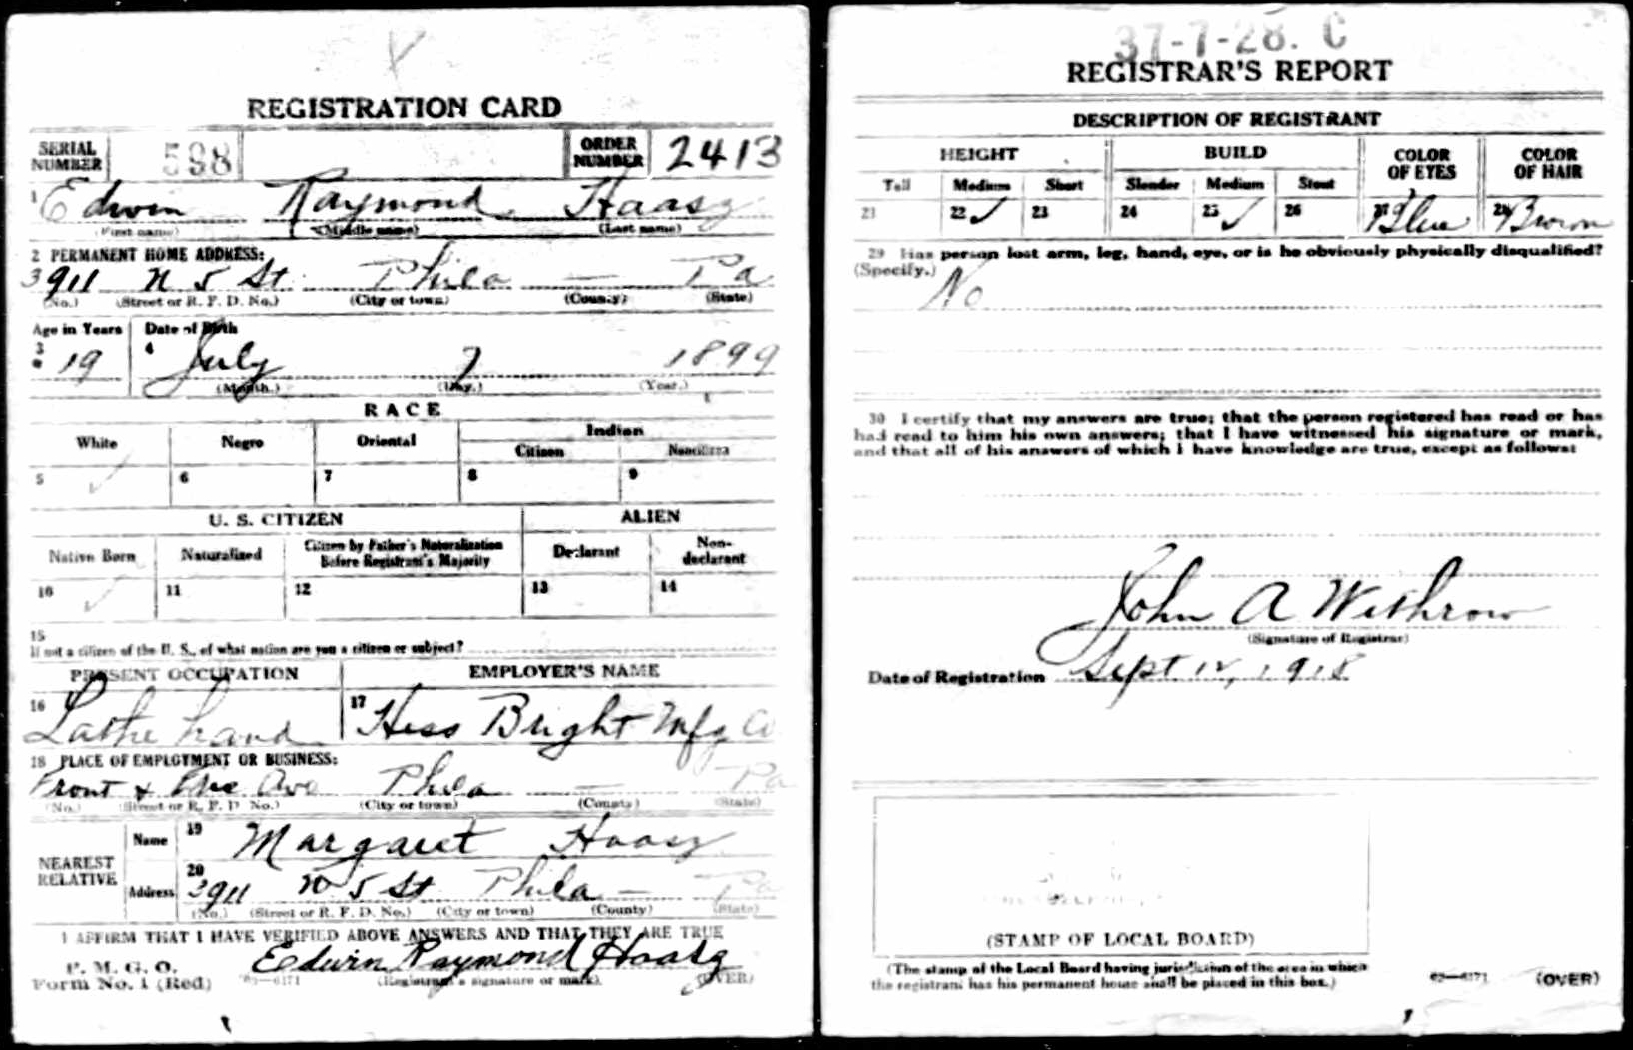 REGISTRATION CARD
SERIAL NUMBER 598 ORDER NUMBER 2413
1 Edwin Raymond Haasz
(First name) (Middle name) (Last name)
2 PERMANENT HOME ADDRESS:
3911 N 5 St Phila — Pa
(No.) (Street or R. F. D. No.) (City or town) (County) (State)
Age in Years Date of Birth
3 19 4 July 7 1899
(Month.) (Day.) (Year.)
RACE
White Negro Oriental Indian
Citizen Noncitizen
5 ✓ 6 7 8 9
U. S. CITIZEN ALIEN
Native Born Naturalized Citizen by Father's Naturalization Before Registrant's Majority Declarant Non-declarant
10 ✓ 11 12 13 14
15
If not a citizen of the U. S., of what nation are you a citizen or subject?
PRESENT OCCUPATION EMPLOYER'S NAME
16 Lathe hand 17 Hess Bright Mfg Co
18 PLACE OF EMPLOYMENT OR BUSINESS:
Front & Erie Ave Phila — Pa
(No.) (Street or R. F. D. No.) (City or town) (County) (State)
NEAREST RELATIVE
Name 19 Margaret Haasz
Address 20 3911 N 5 St Phila — Pa
(No.) (Street or R. F. D. No.) (City or town) (County) (State)
I AFFIRM THAT I HAVE VERIFIED ABOVE ANSWERS AND THAT THEY ARE TRUE
P. M. G. O.
Form No. 1 (Red) Edwin Raymond Haasz
(Registrant's signature or mark) (OVER)
37-7-28. C
REGISTRAR'S REPORT
DESCRIPTION OF REGISTRANT
HEIGHT BUILD COLOR OF EYES COLOR OF HAIR
Tall Medium Short Slender Medium Stout
21 22 ✓ 23 24 25 ✓ 26 27 Blue 28 Brown
29 Has person lost arm, leg, hand, eye, or is he obviously physically disqualified?
(Specify.) No
30 I certify that my answers are true; that the person registered has read or has
had read to him his own answers; that I have witnessed his signature or mark,
and that all of his answers of which I have knowledge are true, except as follows:
John A Withrow
(Signature of Registrar)
Date of Registration Sept 12, 1918
(STAMP OF LOCAL BOARD)
(The stamp of the Local Board having jurisdiction of the area in which
the registrant has his permanent home shall be placed in this box.)
(OVER)